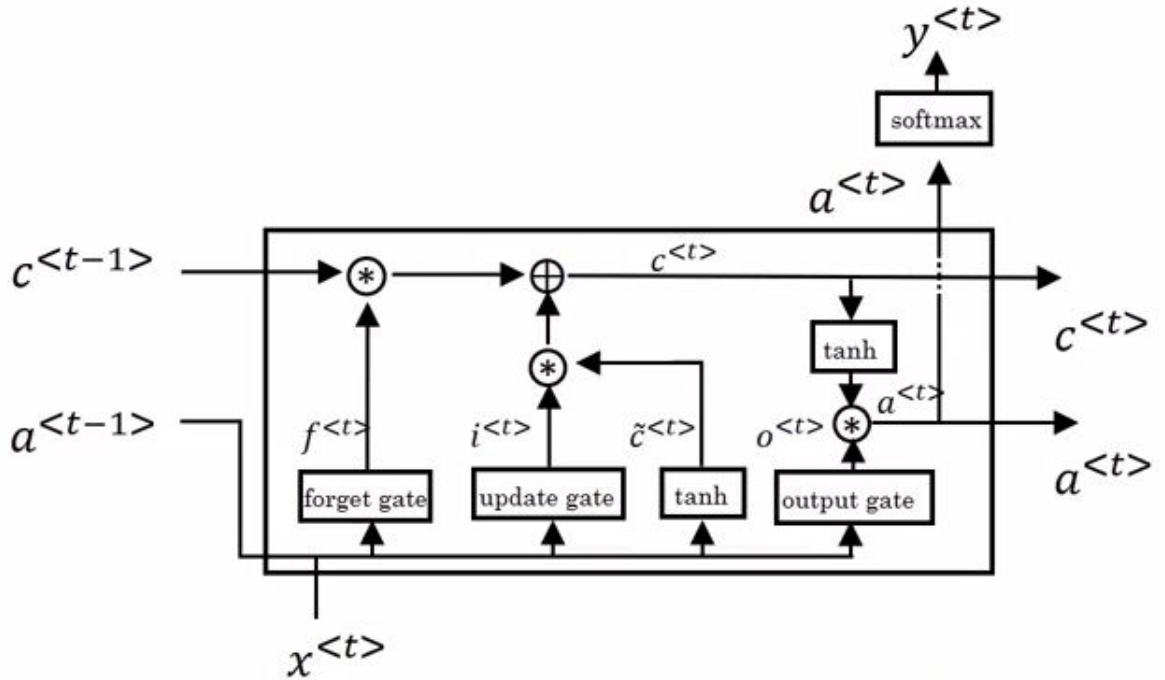 y<t>
softmax
a<t>
c<t-1>
c<t>
c<t>
tanh
a<t-1>
f<t>
i<t>
c̃<t>
o<t>
a<t>
a<t>
forget gate
update gate
tanh
output gate
x<t>